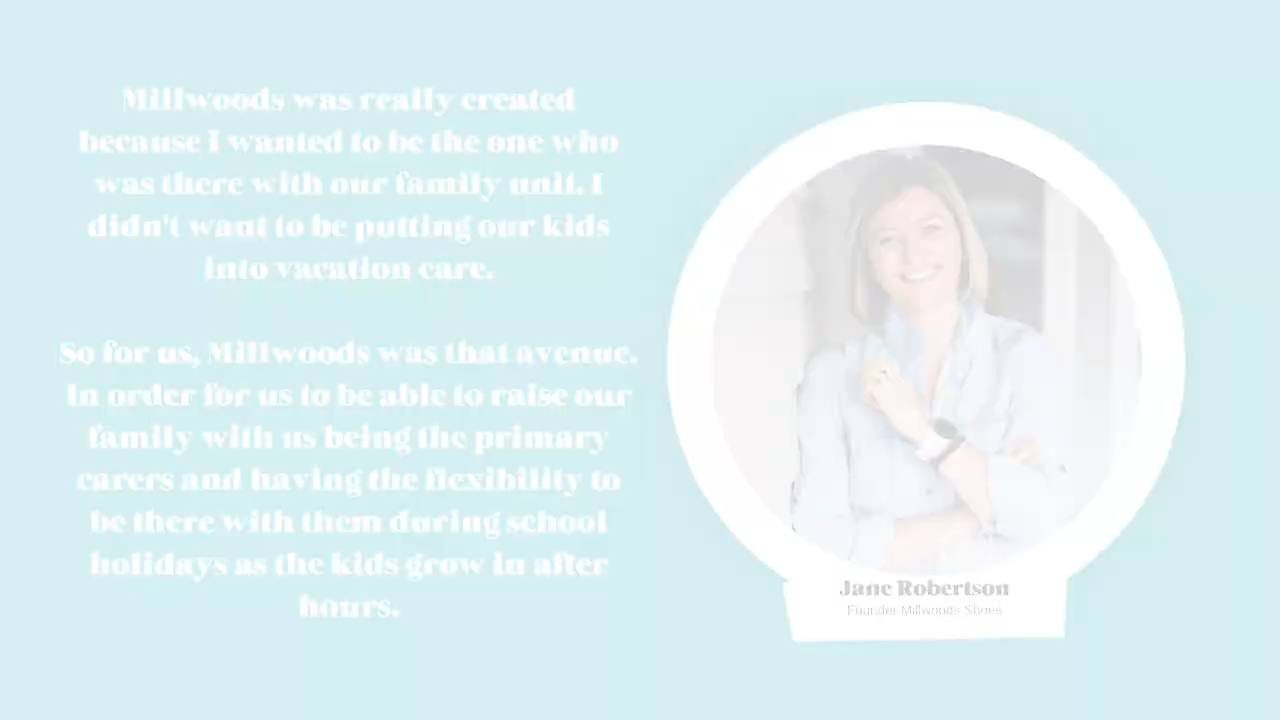 Millwoods was really created
because I wanted to be the one who
was there with our family unit. I
didn't want to be putting our kids
into vacation care.
So for us, Millwoods was that avenue.
In order for us to be able to raise our
family with us being the primary
carers and having the flexibility to
be there with them during school
holidays as the kids grow in after
hours.
Jane Robertson
Founder Millwoods Shoes